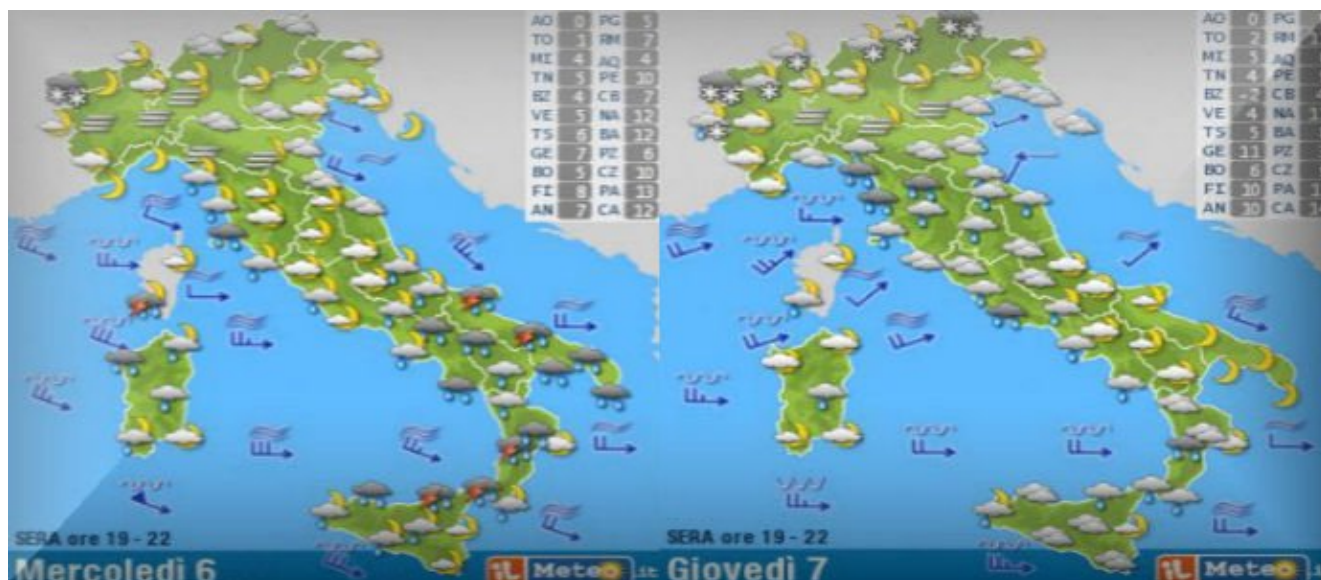 AO 0 PG 5
TO 3 RM 7
MI 4 AQ 4
TN 5 PE 10
BZ 4 CB 7
VE 5 NA 12
TS 6 BA 12
GE 7 PZ 6
BO 5 CZ 10
FI 8 PA 13
AN 7 CA 12
SERA ore 19 - 22
Mercoledì 6
iL Meteo.it
AO 0 PG
TO 2 RM
MI 5 AQ
TN 4 PE
BZ -2 CB
VE 4 NA
TS 5 BA
GE 11 PZ
BO 6 CZ
FI 10 PA
AN 10 CA
SERA ore 19 - 22
Giovedì 7
iL Meteo.it